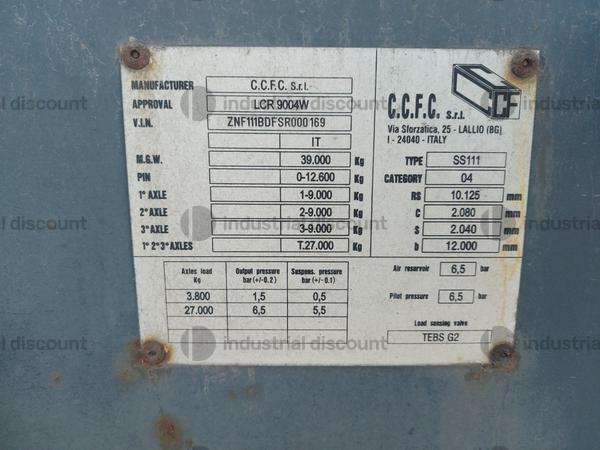 MANUFACTURER C.C.F.C. S.r.l.
APPROVAL LCR 9004W
V.I.N. ZNF111BDFSR000169
IT
M.G.W. 39.000 Kg
PIN 0-12.600 Kg
1° AXLE 1-9.000 Kg
2° AXLE 2-9.000 Kg
3° AXLE 3-9.000 Kg
1° 2° 3° AXLES T.27.000 Kg
CF
C.C.F.C. S.r.l.
Via Sforzatica, 25 - LALLIO (BG)
I - 24040 - ITALY
TYPE SS111
CATEGORY 04
RS 10.125 mm
C 2.080 mm
S 2.040 mm
b 12.000 mm
Axles load Kg Output pressure bar (+/-0.2) Suspens. pressure bar (+/-0.1)
3.800 1,5 0,5
27.000 6,5 5,5
Air reservoir 6,5 bar
Pilot pressure 6,5 bar
Load sensing valve
TEBS G2
industrial discount
industrial discount
industrial discount
industrial discount
industrial discount
industrial discount